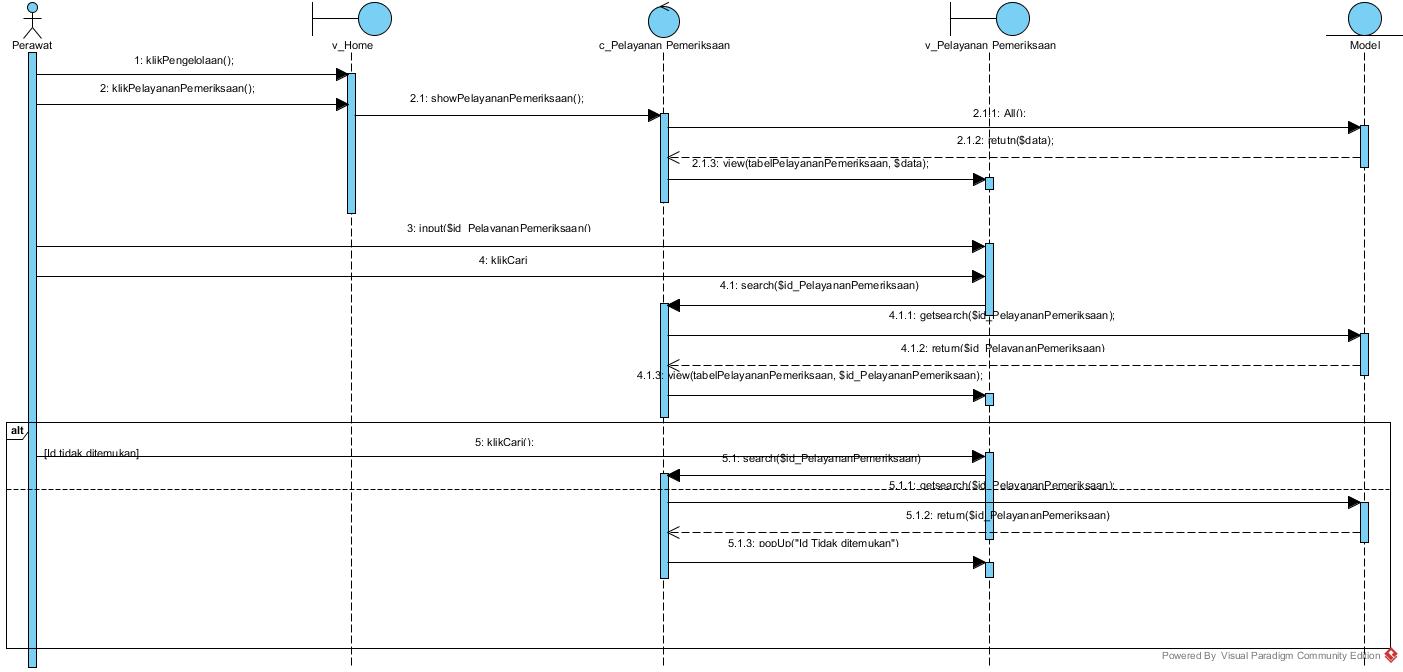 Perawat
v_Home
c_Pelayanan Pemeriksaan
v_Pelayanan Pemeriksaan
Model
1: klikPengelolaan();
2: klikPelayananPemeriksaan();
2.1: showPelayananPemeriksaan();
2.1.1: All();
2.1.2: retutn($data);
2.1.3: view(tabelPelayananPemeriksaan, $data);
3: input($id_PelayananPemeriksaan()
4: klikCari
4.1: search($id_PelayananPemeriksaan)
4.1.1: getsearch($id_PelayananPemeriksaan);
4.1.2: return($id_PelayananPemeriksaan)
4.1.3: view(tabelPelayananPemeriksaan, $id_PelayananPemeriksaan);
alt
5: klikCari();
[Id tidak ditemukan]
5.1: search($id_PelayananPemeriksaan)
5.1.1: getsearch($id_PelayananPemeriksaan);
5.1.2: return($id_PelayananPemeriksaan)
5.1.3: popUp("Id Tidak ditemukan")
Powered By Visual Paradigm Community Edition